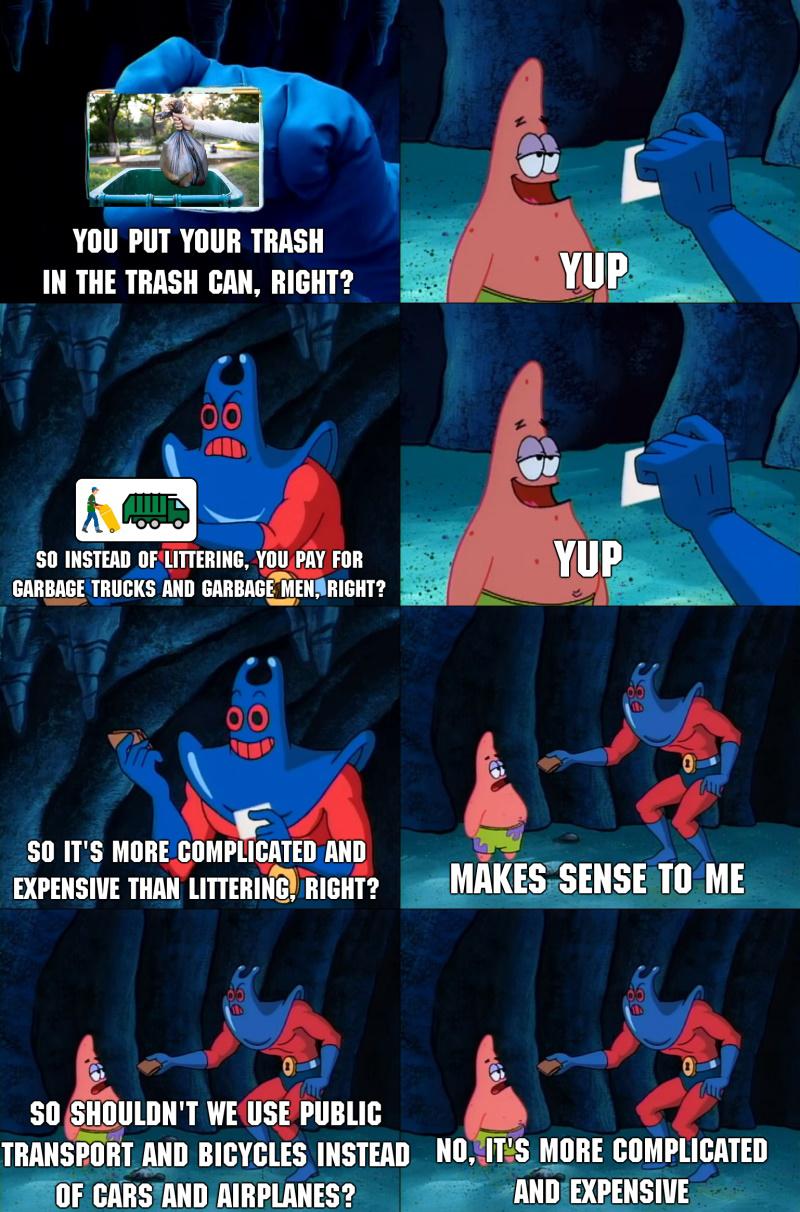 YOU PUT YOUR TRASH
IN THE TRASH CAN, RIGHT?
YUP
SO INSTEAD OF LITTERING, YOU PAY FOR
GARBAGE TRUCKS AND GARBAGE MEN, RIGHT?
YUP
SO IT'S MORE COMPLICATED AND
EXPENSIVE THAN LITTERING, RIGHT?
MAKES SENSE TO ME
SO SHOULDN'T WE USE PUBLIC
TRANSPORT AND BICYCLES INSTEAD
OF CARS AND AIRPLANES?
NO, IT'S MORE COMPLICATED
AND EXPENSIVE